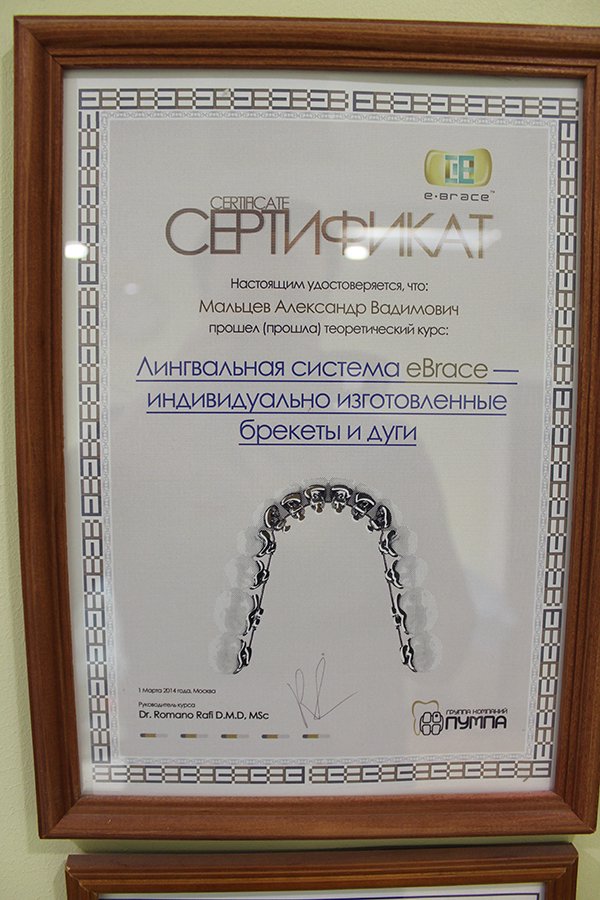 e·Brace™
CERTIFICATE
СЕРТИФИКАТ
Настоящим удостоверяется, что:
Мальцев Александр Вадимович
прошел (прошла) теоретический курс:
Лингвальная система eBrace —
индивидуально изготовленные
брекеты и дуги
1 Марта 2014 года, Москва
Руководитель курса
Dr. Romano Rafi D.M.D, MSc
ГРУППА КОМПАНИЙ
ПУМПА